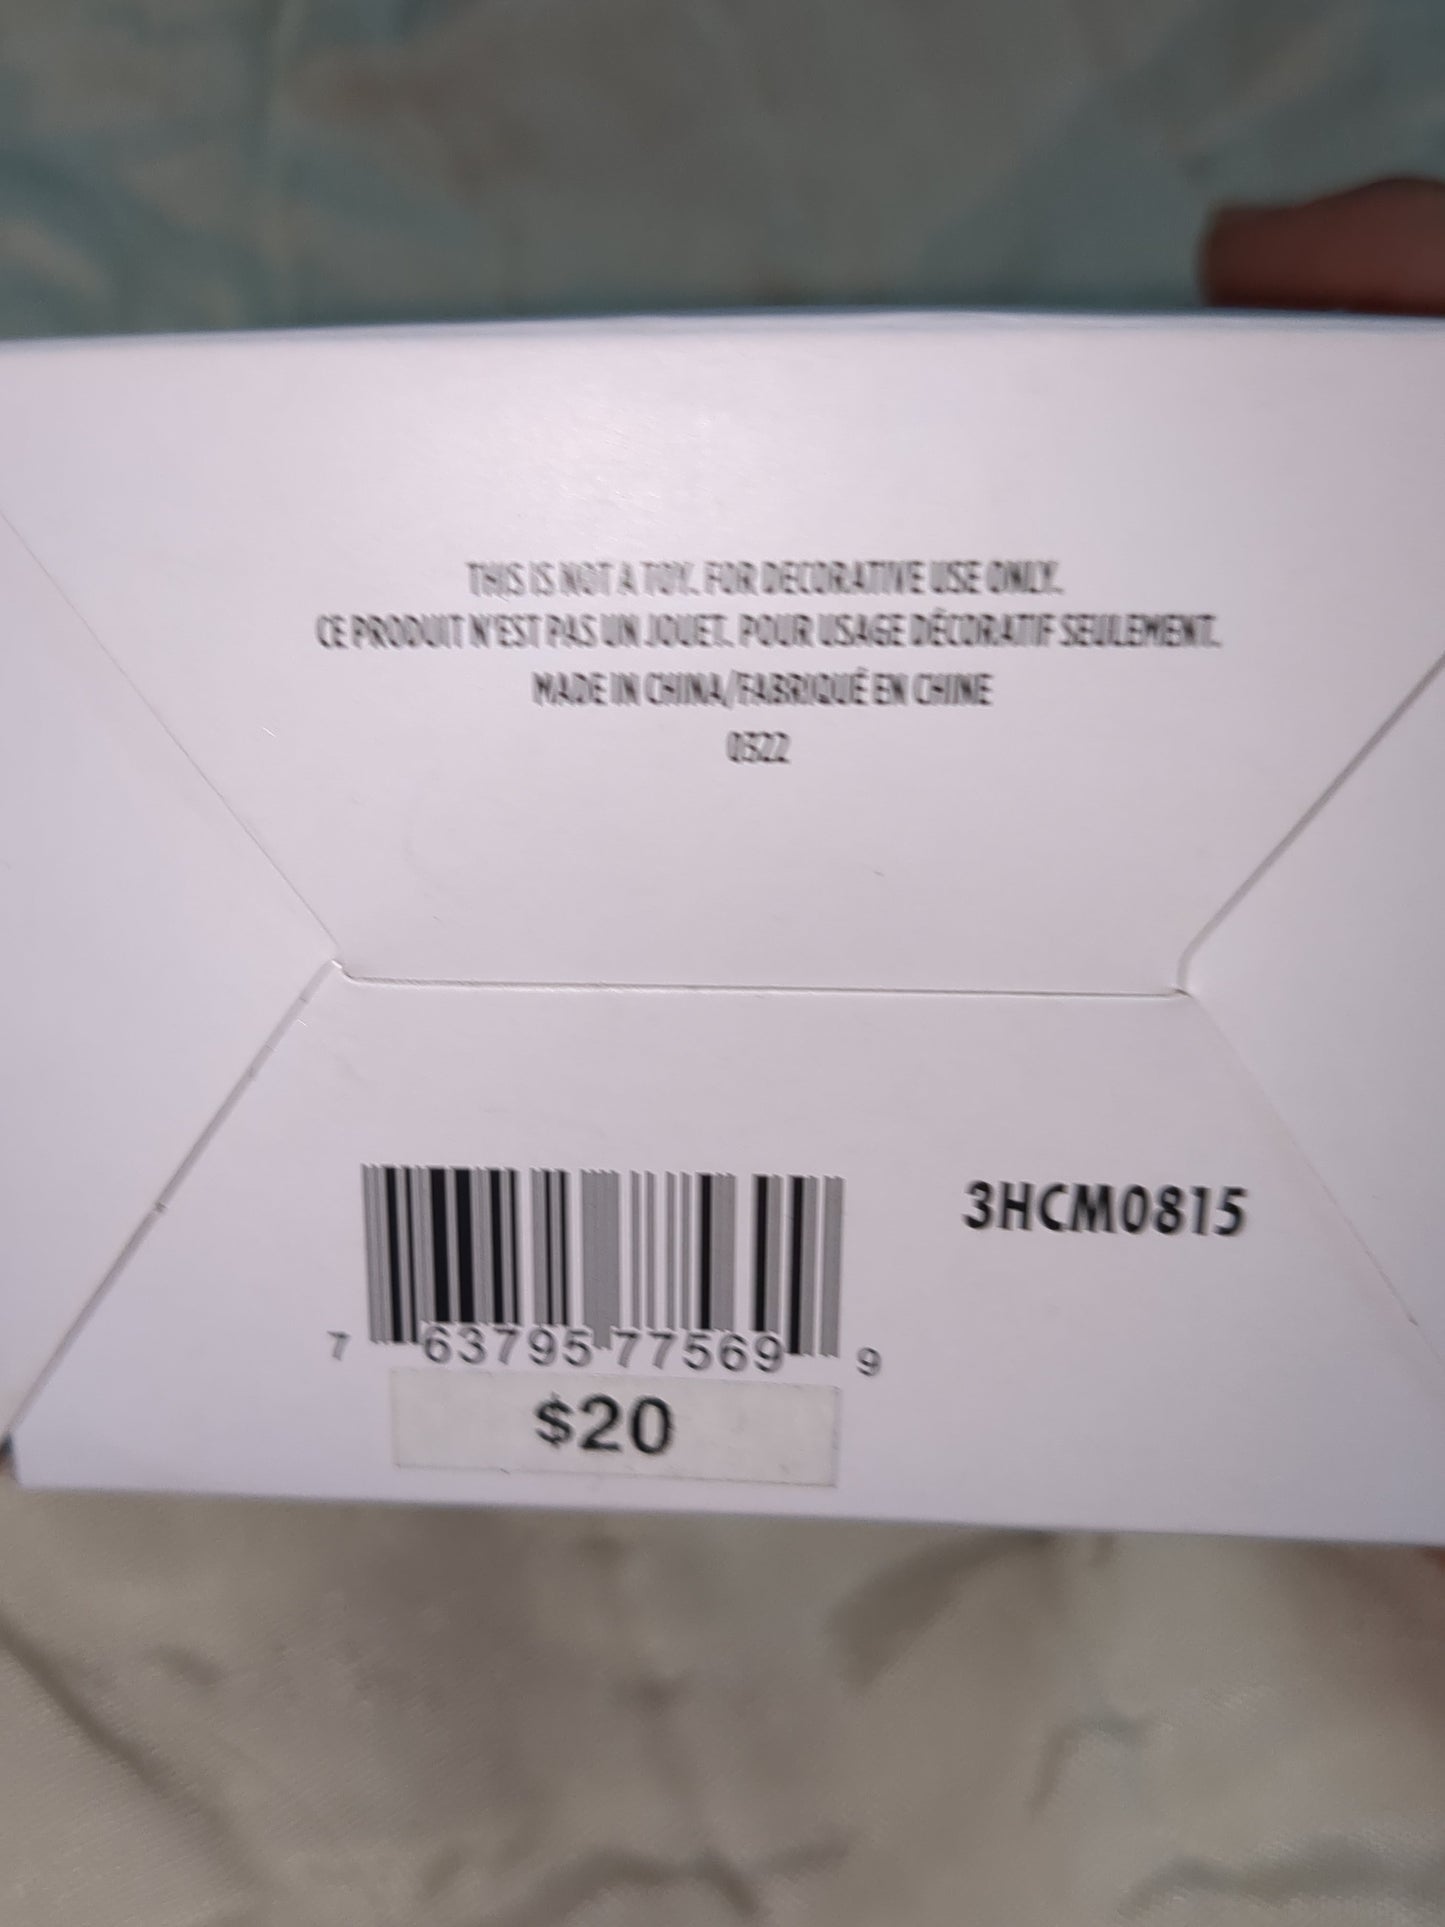 THIS IS NOT A TOY. FOR DECORATIVE USE ONLY.
CE PRODUIT N'EST PAS UN JOUET. POUR USAGE DÉCORATIF SEULEMENT.
MADE IN CHINA/FABRIQUÉ EN CHINE
0322
3HCM0815
7 63795 77569 9
$20